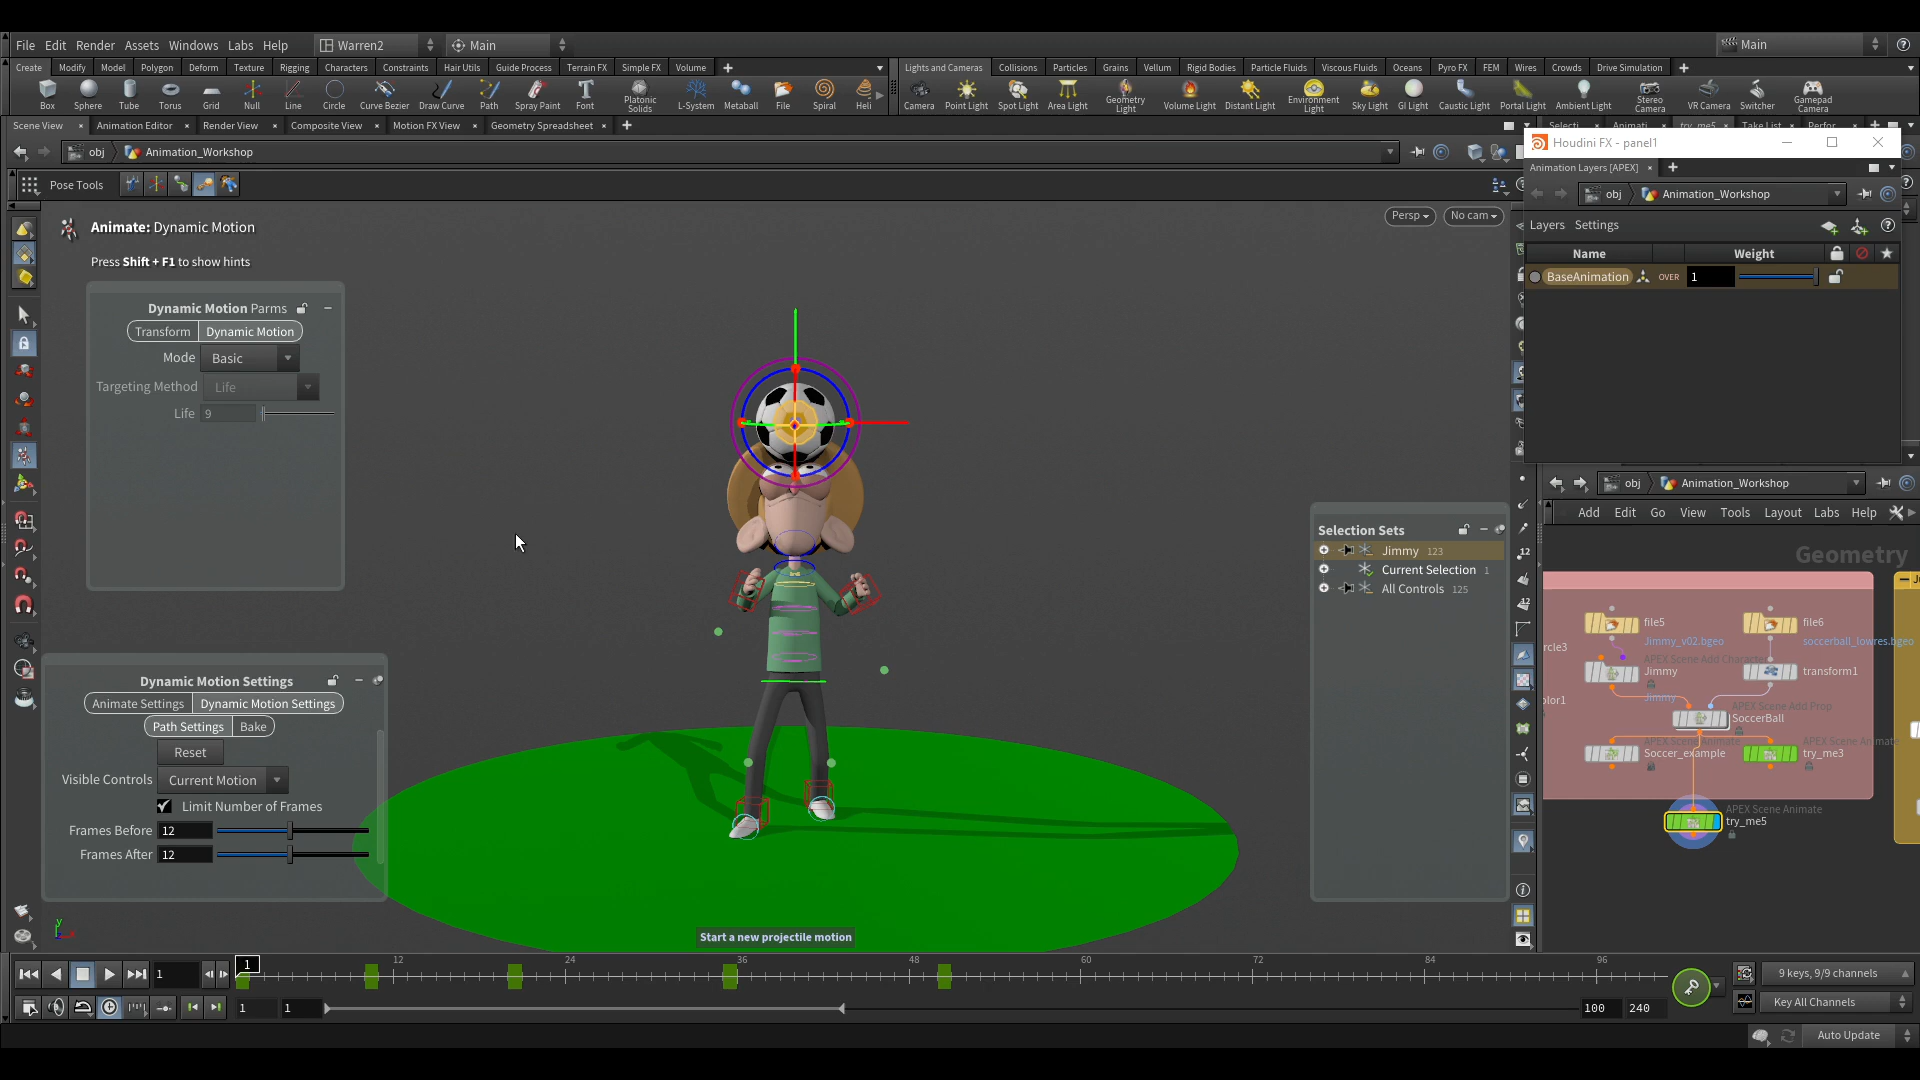 File Edit Render Assets Windows Labs Help Warren2 Main Main
Create Modify Model Polygon Deform Texture Rigging Characters Constraints Hair Utils Guide Process Terrain FX Simple FX Volume
Lights and Cameras Collisions Particles Grains Vellum Rigid Bodies Particle Fluids Viscous Fluids Oceans Pyro FX FEM Wires Crowds Drive Simulation
Box Sphere Tube Torus Grid Null Line Circle Curve Bezier Draw Curve Path Spray Paint Font Platonic Solids L-System Metaball File Spiral Heli
Camera Point Light Spot Light Area Light Geometry Light Volume Light Distant Light Environment Light Sky Light GI Light Caustic Light Portal Light Ambient Light Stereo Camera VR Camera Switcher Gamepad Camera
Scene View Animation Editor Render View Composite View Motion FX View Geometry Spreadsheet
Selecti Animati try_me5 Take List Perfor
obj Animation_Workshop
Houdini FX - panel1
Animation Layers [APEX]
Pose Tools
obj Animation_Workshop
Animate: Dynamic Motion
Press Shift + F1 to show hints
Persp No cam
Layers Settings
Name Weight
BaseAnimation OVER 1
Dynamic Motion Parms
Transform Dynamic Motion
Mode Basic
Targeting Method Life
Life 9
obj Animation_Workshop
Add Edit Go View Tools Layout Labs Help
Geometry
Selection Sets
Jimmy 123
Current Selection 1
All Controls 125
file5 file6
Jimmy_v02.bgeo soccerball_lowres.bgeo
rcle3
APEX Scene Add Character
Jimmy transform1
Jimmy
olor1
APEX Scene Add Prop
SoccerBall
APEX Scene Animate APEX Scene Animate
Soccer_example try_me3
APEX Scene Animate
try_me5
Dynamic Motion Settings
Animate Settings Dynamic Motion Settings
Path Settings Bake
Reset
Visible Controls Current Motion
Limit Number of Frames
Frames Before 12
Frames After 12
Start a new projectile motion
1 1 12 24 36 48 60 72 84 96
9 keys, 9/9 channels
1 1 100 240
Key All Channels
Auto Update